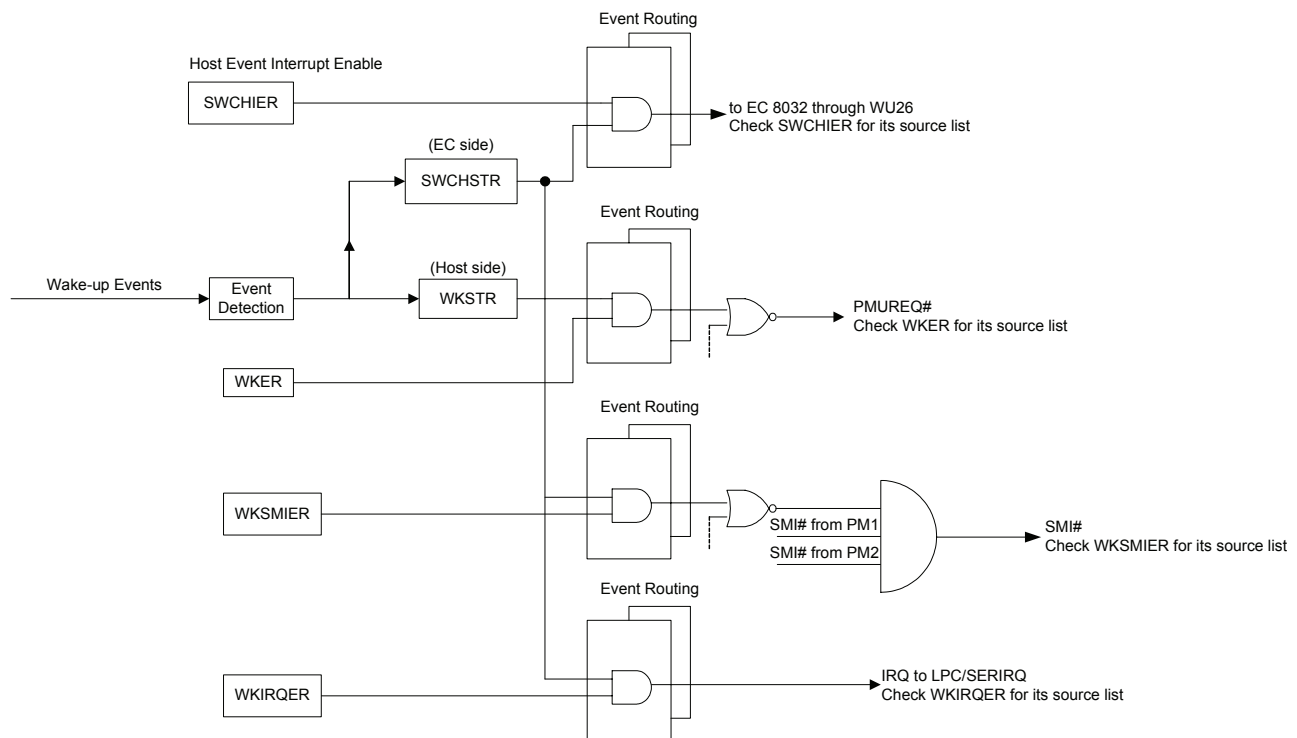 Event Routing
Host Event Interrupt Enable
SWCHIER
to EC 8032 through WU26
Check SWCHIER for its source list
(EC side)
SWCHSTR
Event Routing
(Host side)
Wake-up Events
Event
Detection
WKSTR
PMUREQ#
Check WKER for its source list
WKER
Event Routing
WKSMIER
SMI# from PM1
SMI# from PM2
SMI#
Check WKSMIER for its source list
Event Routing
WKIRQER
IRQ to LPC/SERIRQ
Check WKIRQER for its source list